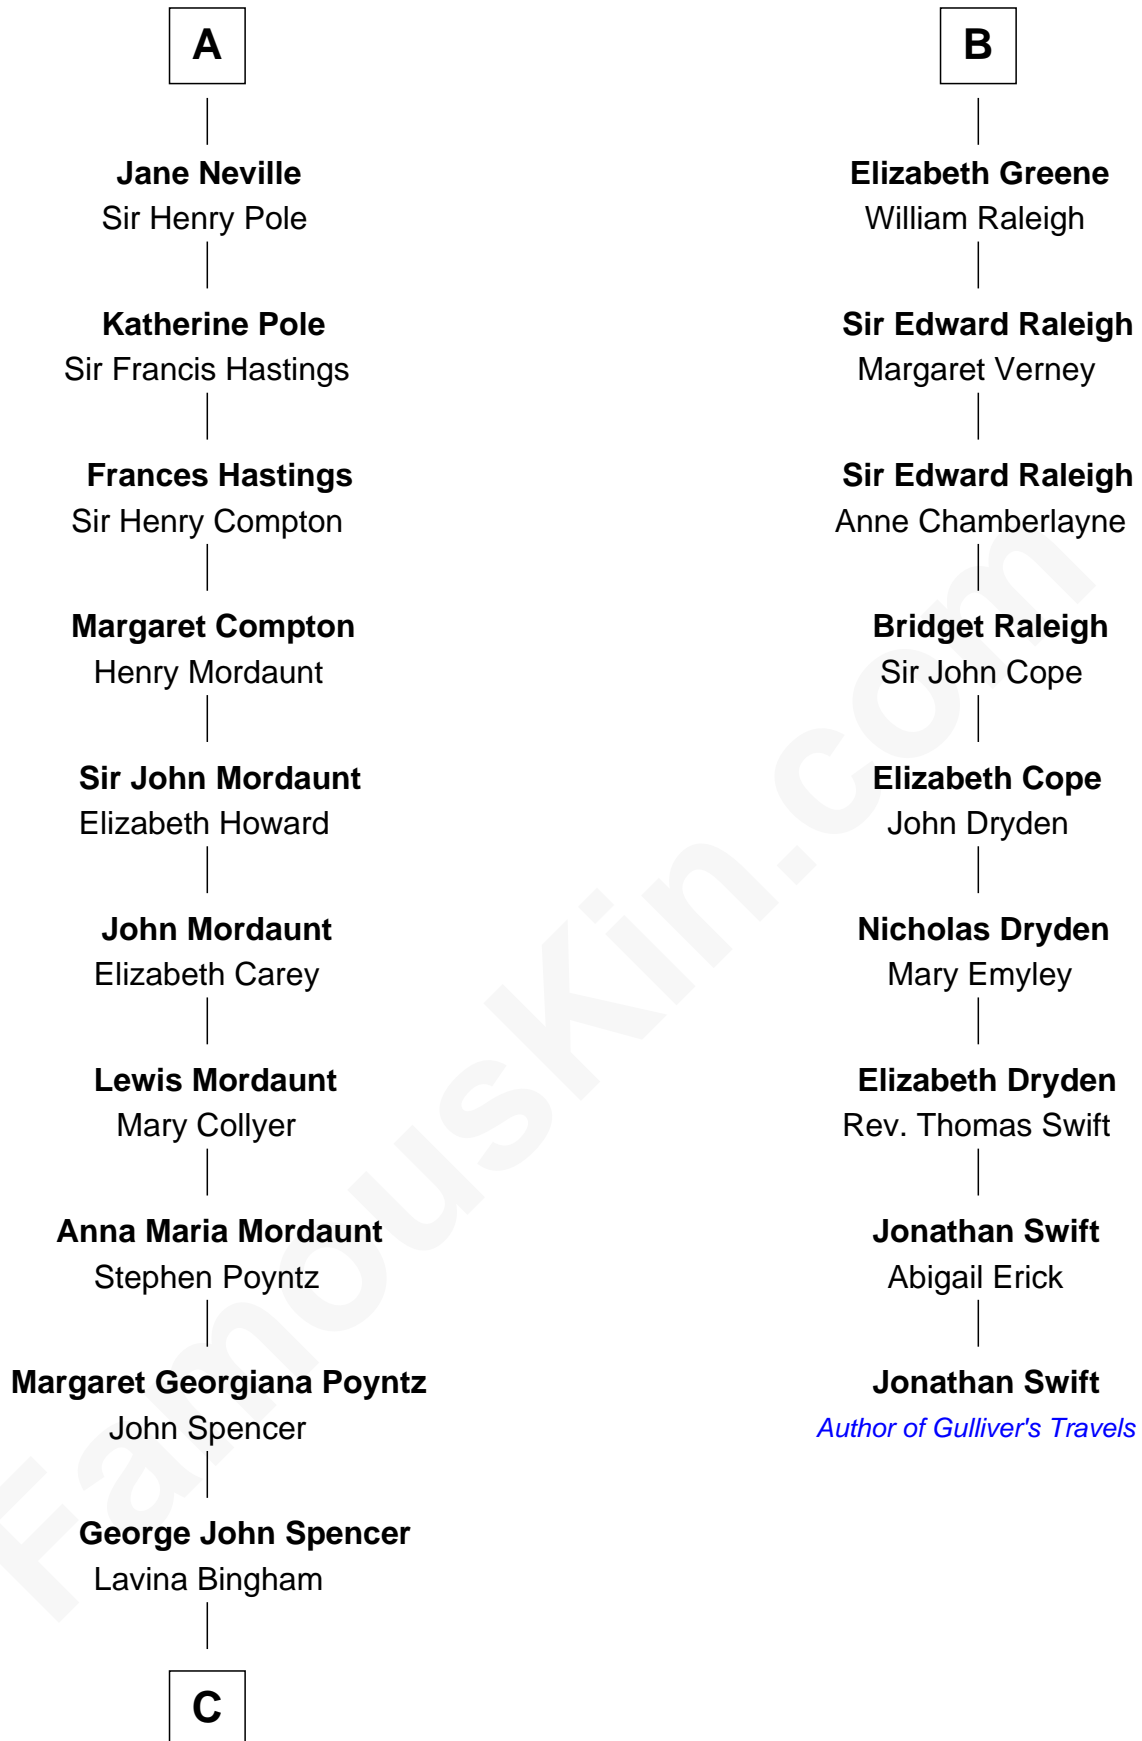 A
Jane Neville
Sir Henry Pole
Katherine Pole
Sir Francis Hastings
Frances Hastings
Sir Henry Compton
Margaret Compton
Henry Mordaunt
Sir John Mordaunt
Elizabeth Howard
John Mordaunt
Elizabeth Carey
Lewis Mordaunt
Mary Collyer
Anna Maria Mordaunt
Stephen Poyntz
Margaret Georgiana Poyntz
John Spencer
George John Spencer
Lavina Bingham
C
B
Elizabeth Greene
William Raleigh
Sir Edward Raleigh
Margaret Verney
Sir Edward Raleigh
Anne Chamberlayne
Bridget Raleigh
Sir John Cope
Elizabeth Cope
John Dryden
Nicholas Dryden
Mary Emyley
Elizabeth Dryden
Rev. Thomas Swift
Jonathan Swift
Abigail Erick
Jonathan Swift
Author of Gulliver's Travels
FamousKin.com